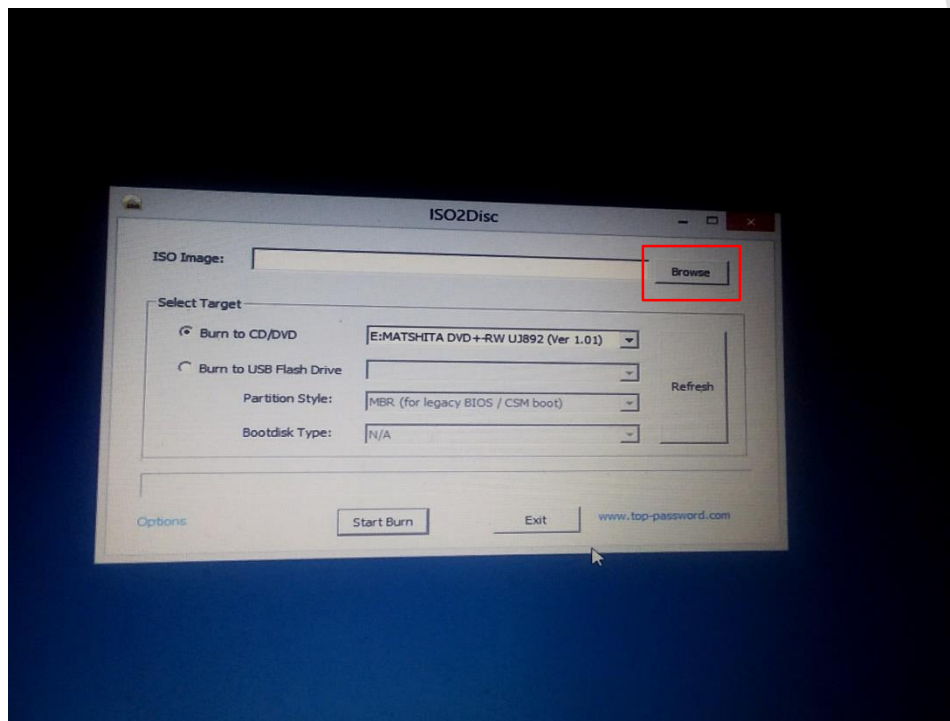 ISO2Disc
ISO Image:
Browse
Select Target
Burn to CD/DVD
E:MATSHITA DVD+-RW UJ892 (Ver 1.01)
Burn to USB Flash Drive
Refresh
Partition Style:
MBR (for legacy BIOS / CSM boot)
Bootdisk Type:
N/A
Options
Start Burn
Exit
www.top-password.com